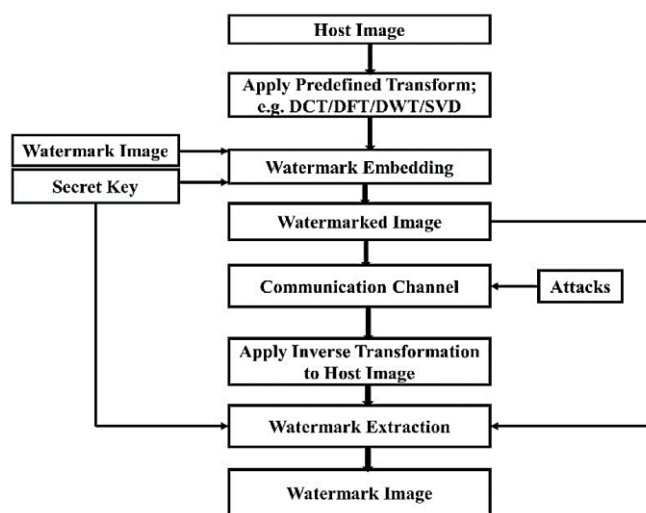 Host Image
Apply Predefined Transform;
e.g. DCT/DFT/DWT/SVD
Watermark Image
Secret Key
Watermark Embedding
Watermarked Image
Communication Channel
Attacks
Apply Inverse Transformation
to Host Image
Watermark Extraction
Watermark Image